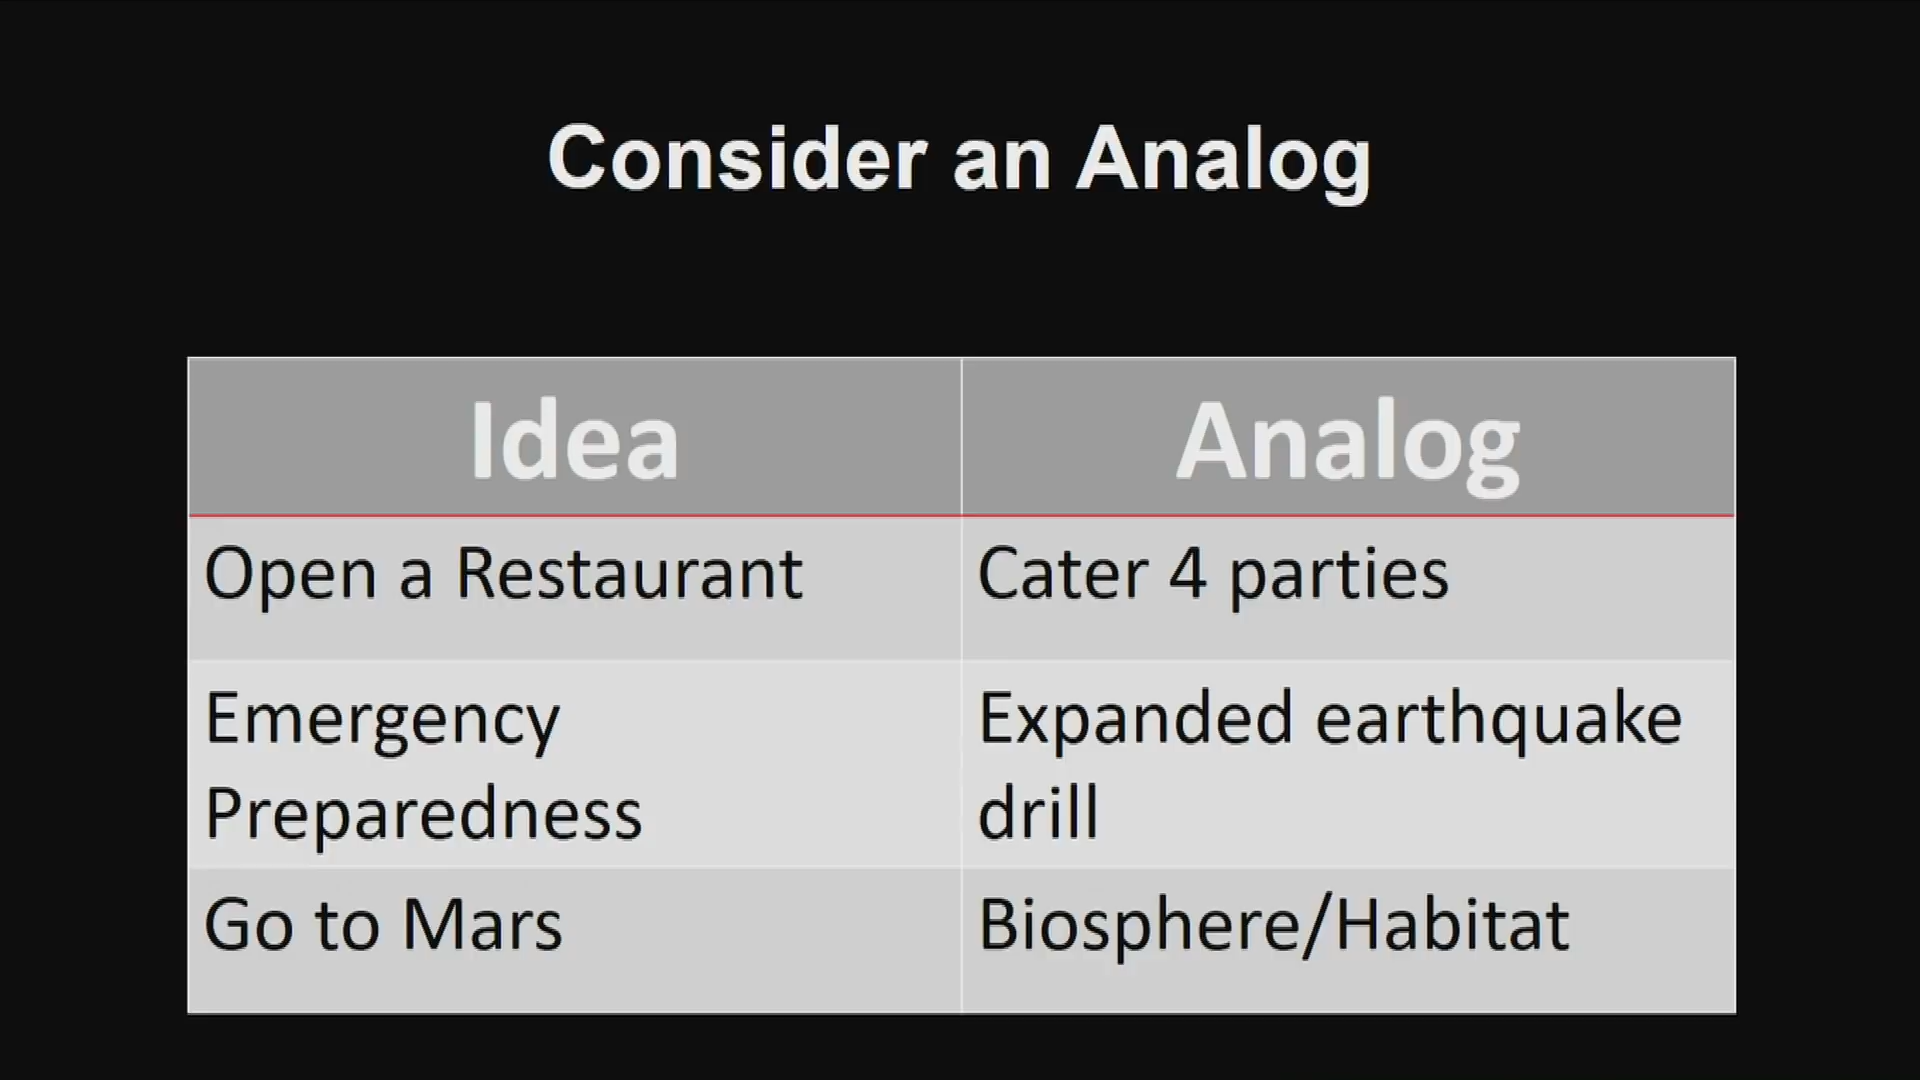 Consider an Analog
Idea
Analog
Open a Restaurant
Cater 4 parties
Emergency
Preparedness
Expanded earthquake
drill
Go to Mars
Biosphere/Habitat